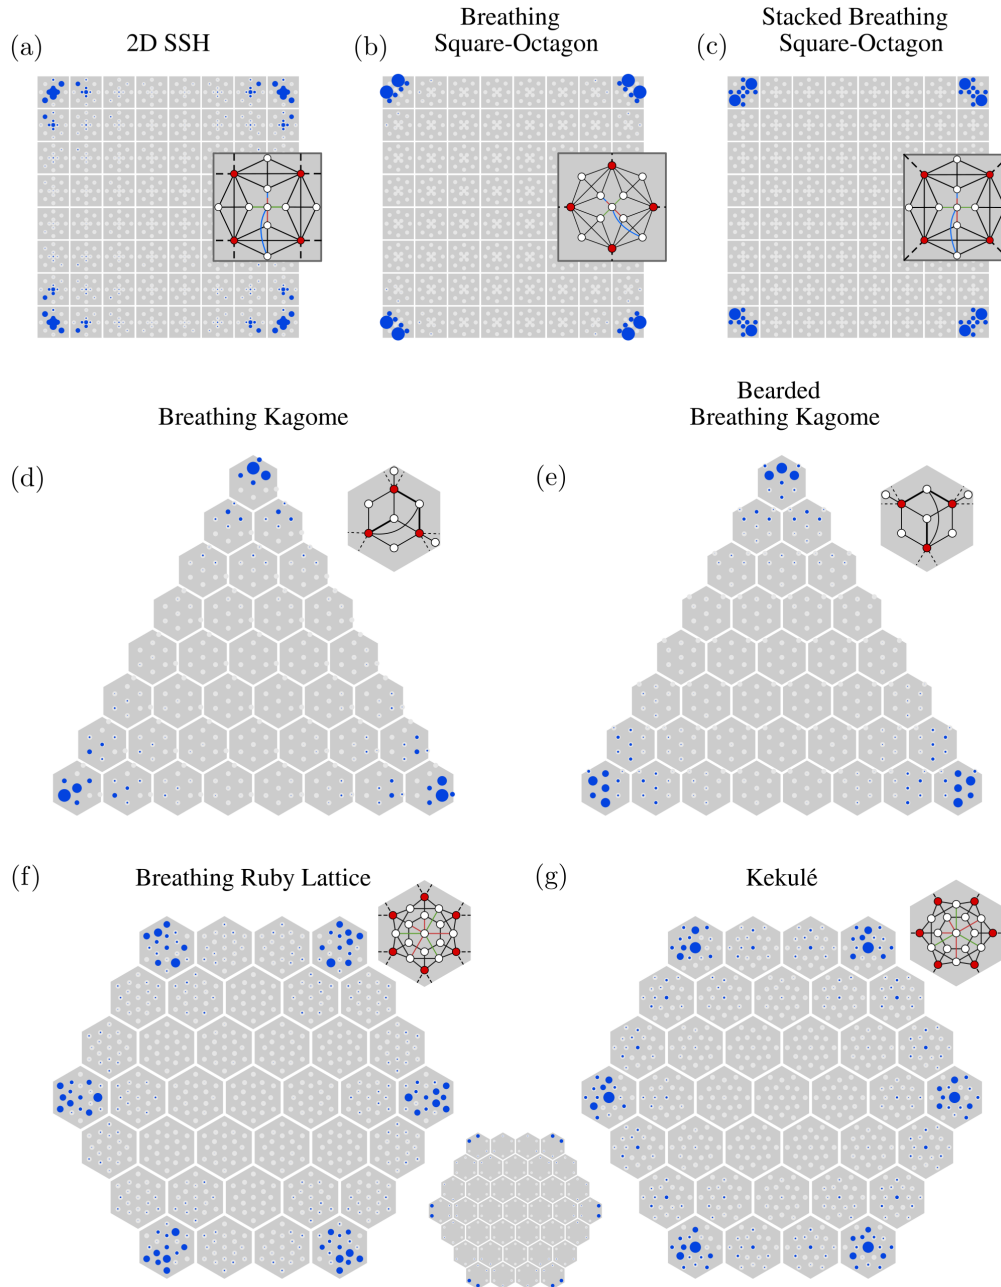 (a)
2D SSH
(b)
Breathing
Square-Octagon
(c)
Stacked Breathing
Square-Octagon
(d)
Breathing Kagome
(e)
Bearded
Breathing Kagome
(f)
Breathing Ruby Lattice
(g)
Kekulé